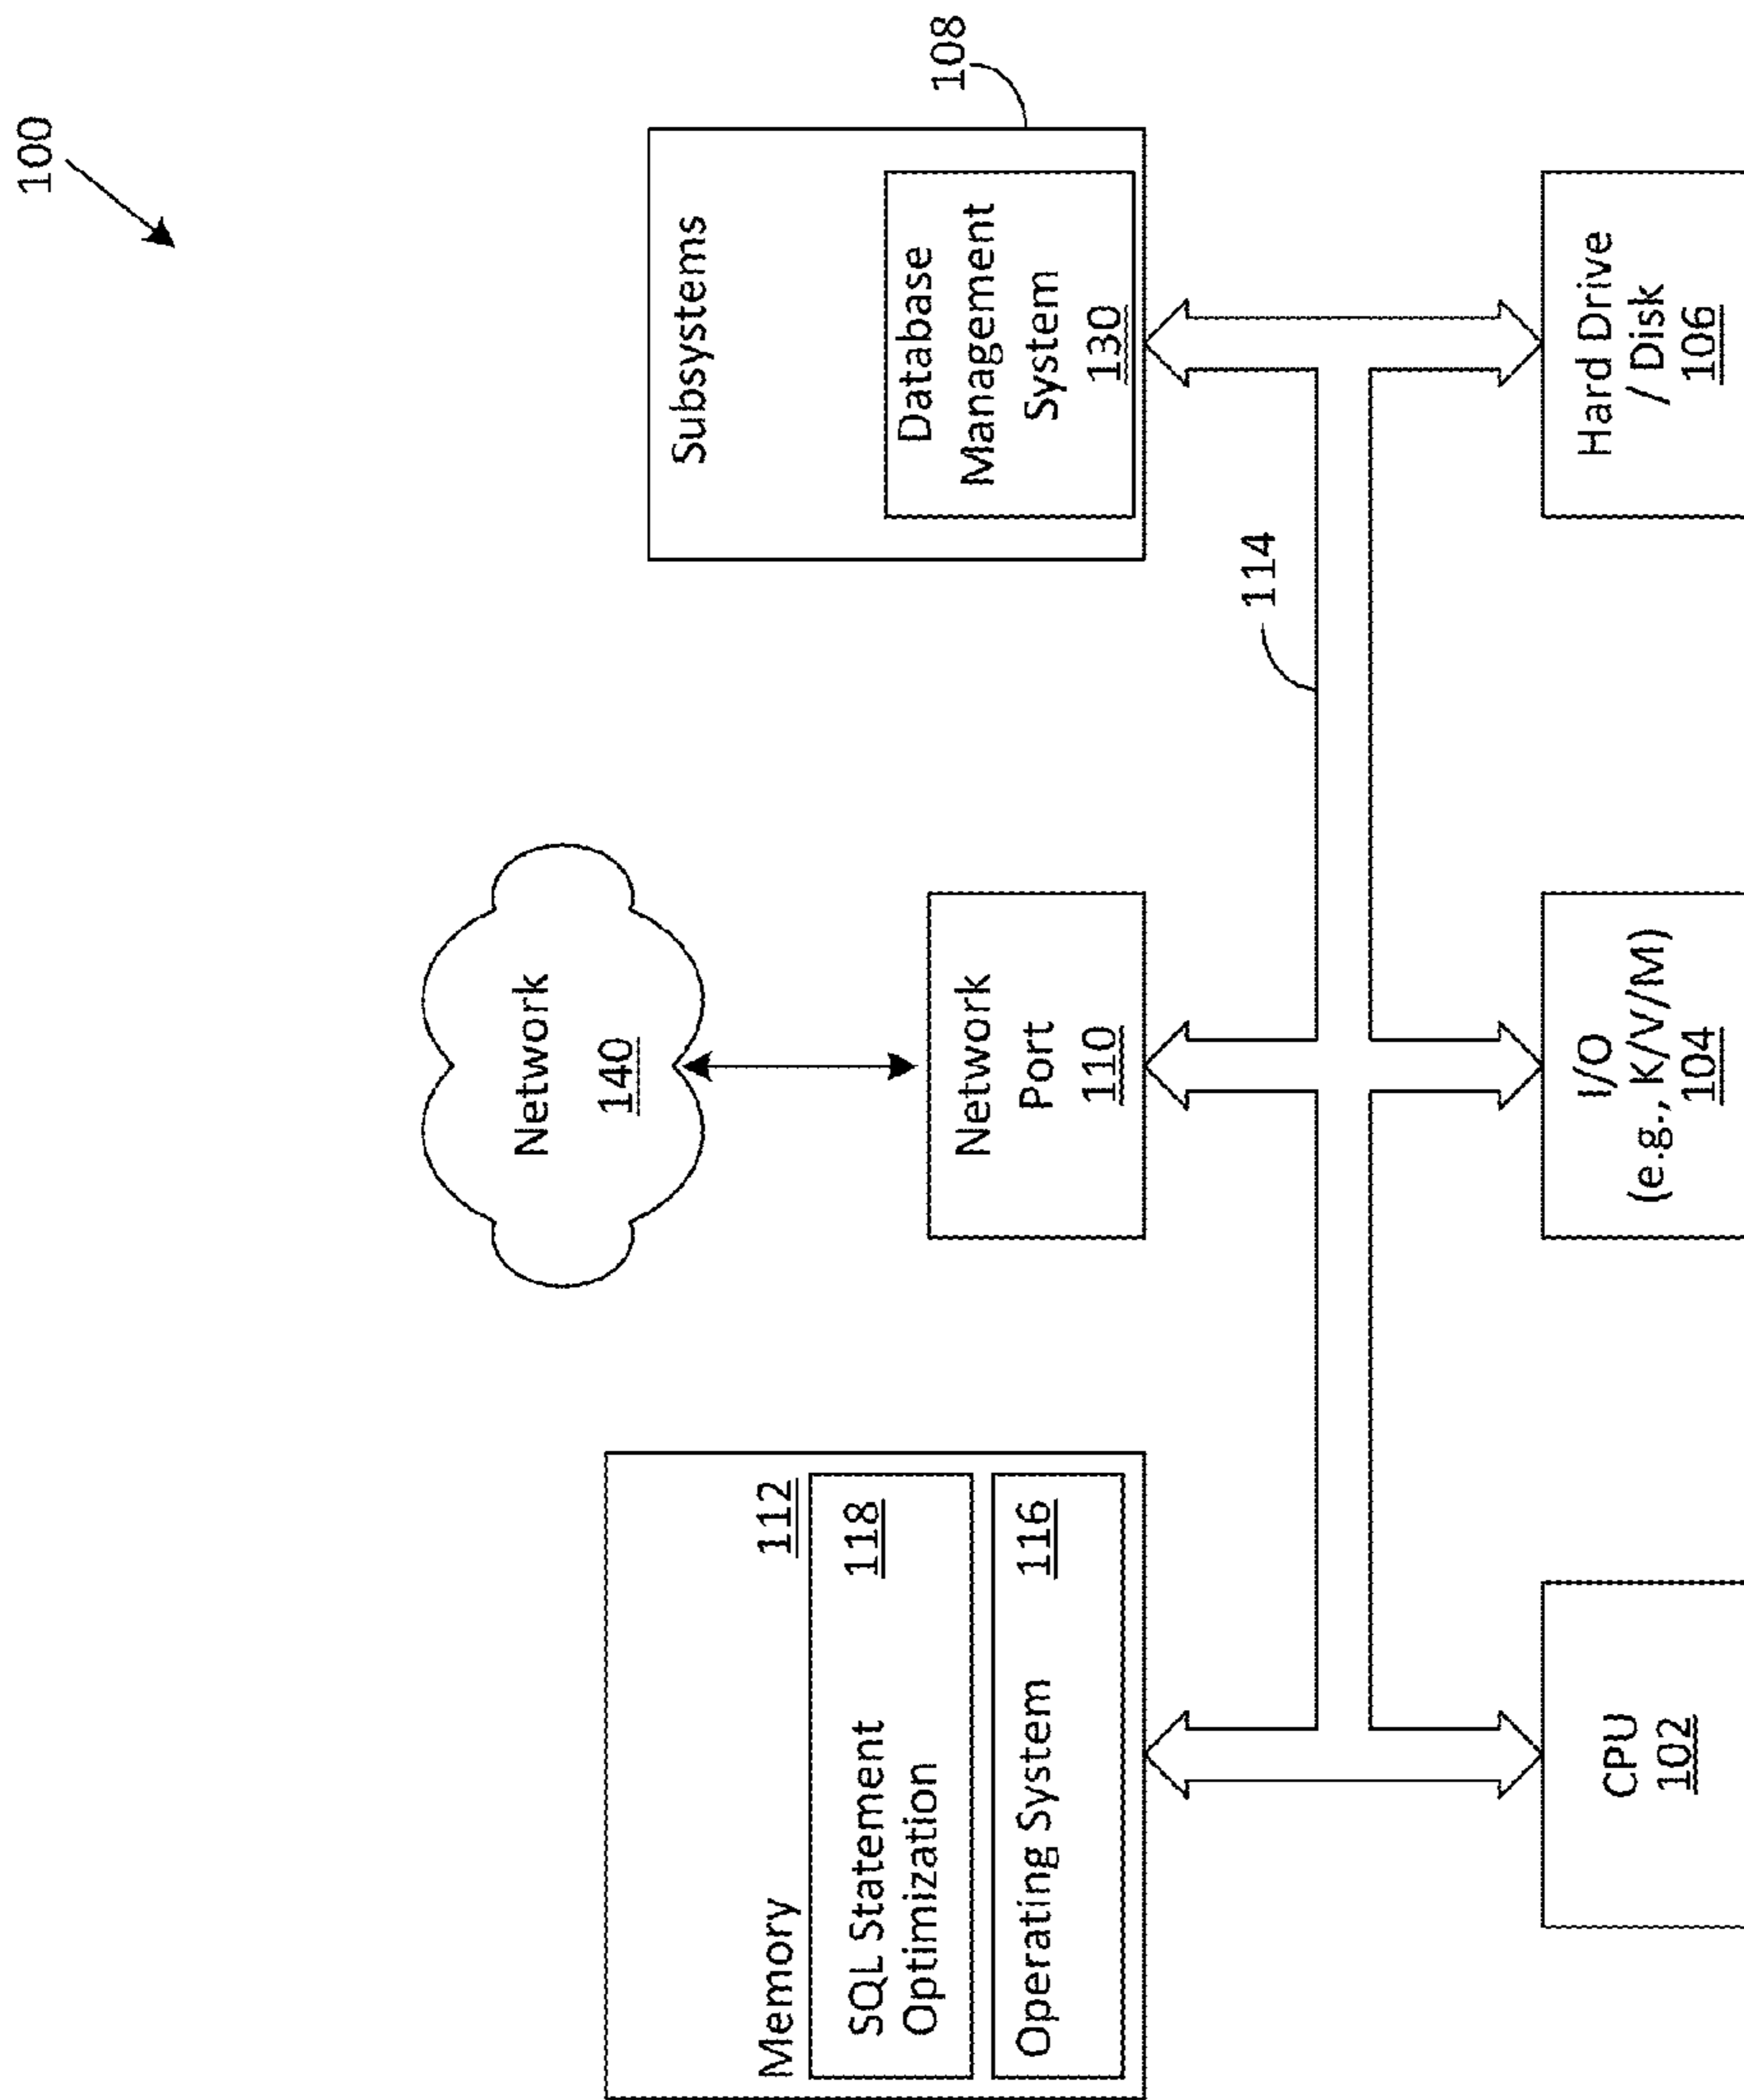 100
Memory
112
SQL Statement
Optimization
118
Operating System
116
Network
140
Network
Port
110
Subsystems
108
Database
Management
System
130
114
CPU
102
I/O
(e.g., K/V/M)
104
Hard Drive
/ Disk
106